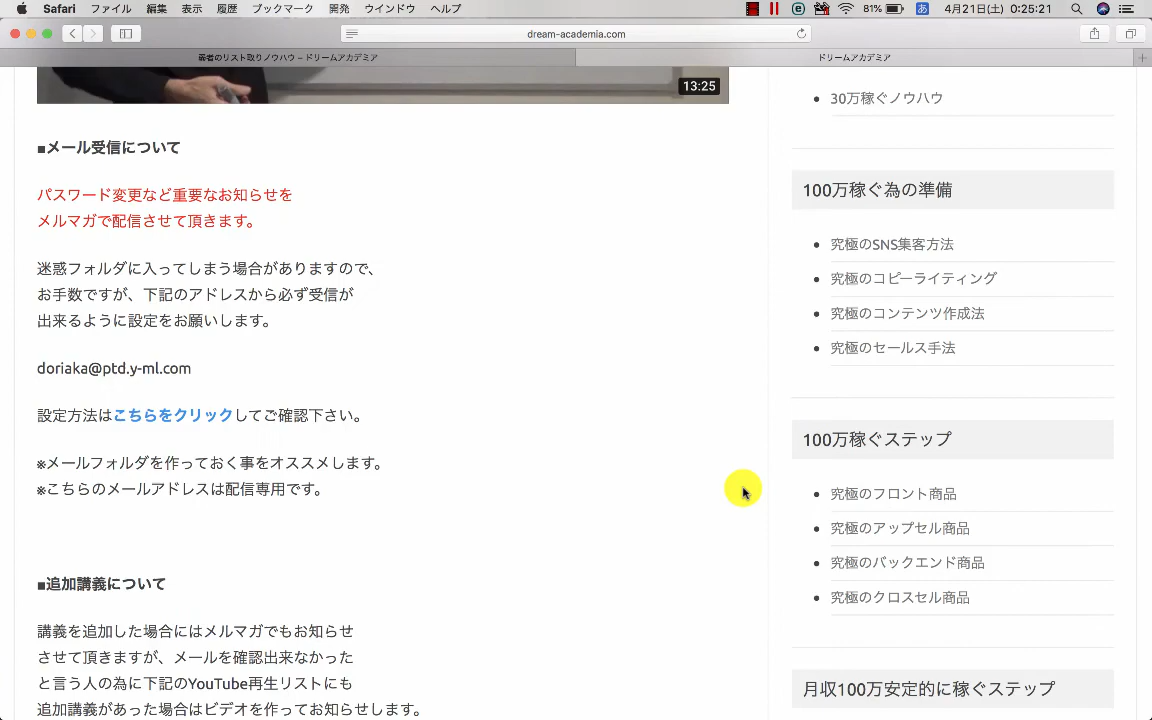 Safari ファイル 編集 表示 履歴 ブックマーク 開発 ウインドウ ヘルプ
81% あ 4月21日(土) 0:25:21
dream-academia.com
弱者のリスト取りノウハウ – ドリームアカデミア
ドリームアカデミア
13:25
■メール受信について
パスワード変更など重要なお知らせを
メルマガで配信させて頂きます。
迷惑フォルダに入ってしまう場合がありますので、
お手数ですが、下記のアドレスから必ず受信が
出来るように設定をお願いします。
doriaka@ptd.y-ml.com
設定方法はこちらをクリックしてご確認下さい。
※メールフォルダを作っておく事をオススメします。
※こちらのメールアドレスは配信専用です。
■追加講義について
講義を追加した場合にはメルマガでもお知らせ
させて頂きますが、メールを確認出来なかった
と言う人の為に下記のYouTube再生リストにも
追加講義があった場合はビデオを作ってお知らせします。
30万稼ぐノウハウ
100万稼ぐ為の準備
究極のSNS集客方法
究極のコピーライティング
究極のコンテンツ作成法
究極のセールス手法
100万稼ぐステップ
究極のフロント商品
究極のアップセル商品
究極のバックエンド商品
究極のクロスセル商品
月収100万安定的に稼ぐステップ